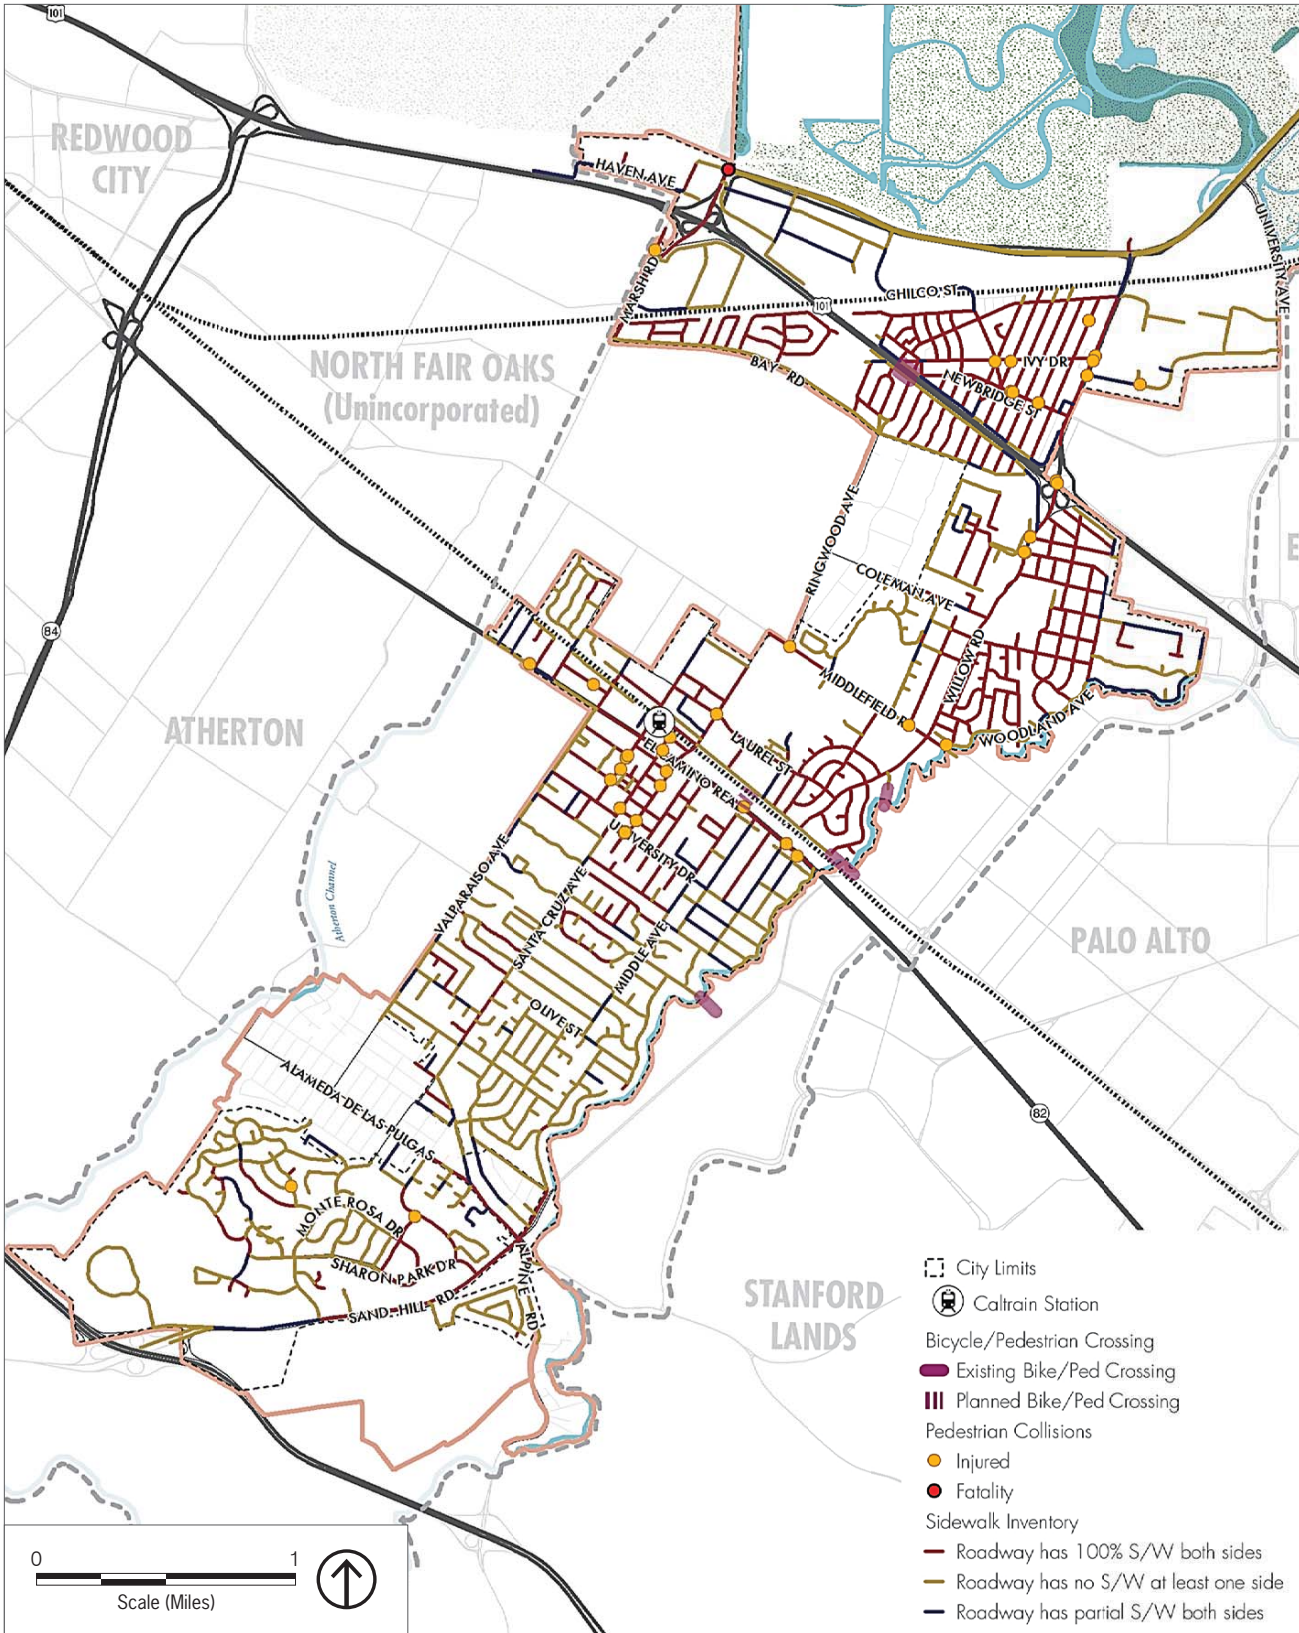 101
REDWOOD
CITY
HAVEN AVE
UNIVERSITY AVE
MARSH RD
CHILCO ST
101
NORTH FAIR OAKS
(Unincorporated)
BAY RD
IVY DR
NEWBRIDGE ST
RINGWOOD AVE
COLEMAN AVE
E
84
WILLOW RD
MIDDLEFIELD R
WOODLAND AVE
ATHERTON
LAUREL ST
EL CAMINO REA
UNIVERSITY DR
VALPARAISO AVE
SANTA CRUZ AVE
MIDDLE AVE
Atherton Channel
PALO ALTO
OLIVE ST
ALAMEDA DE LAS PULGAS
82
MONTE ROSA DR
SHARON PARK DR
SAND HILL RD
ALPINE RD
STANFORD
LANDS
City Limits
Caltrain Station
Bicycle/Pedestrian Crossing
Existing Bike/Ped Crossing
Planned Bike/Ped Crossing
Pedestrian Collisions
Injured
Fatality
Sidewalk Inventory
Roadway has 100% S/W both sides
Roadway has no S/W at least one side
Roadway has partial S/W both sides
0 1
Scale (Miles)